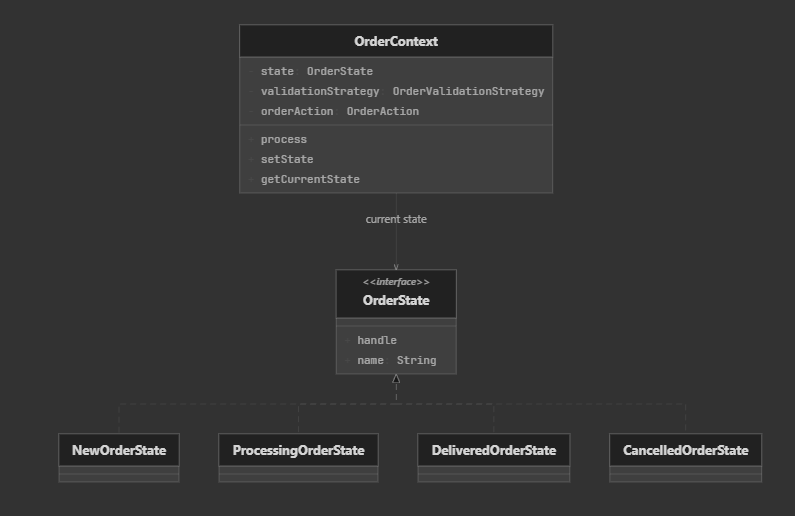 OrderContext
state OrderState
validationStrategy OrderValidationStrategy
orderAction OrderAction
process
setState
getCurrentState
current state
<<interface>>
OrderState
handle
name String
NewOrderState ProcessingOrderState DeliveredOrderState CancelledOrderState